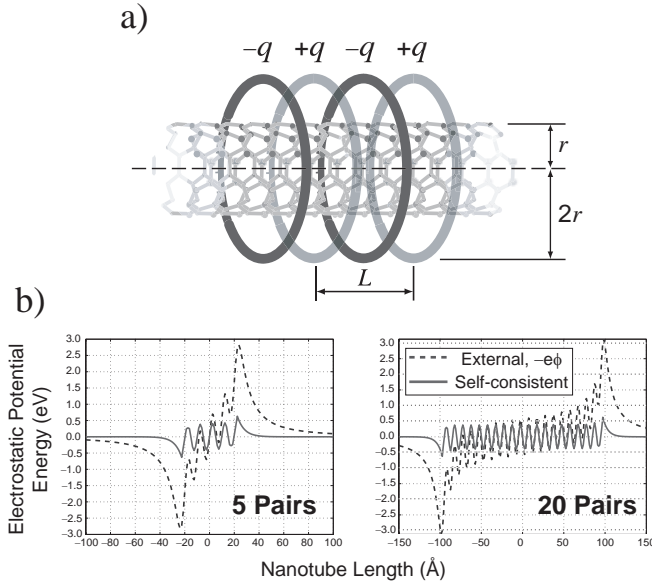 a)
−q +q −q +q
r
2r
L
b)
Electrostatic Potential
Energy (eV)
3.0
2.5
2.0
1.5
1.0
0.5
0.0
−0.5
−1.0
−1.5
−2.0
−2.5
−3.0
−100 −80 −60 −40 −20 0 20 40 60 80 100
5 Pairs
3.0
2.5
2.0
1.5
1.0
0.5
0.0
−0.5
−1.0
−1.5
−2.0
−2.5
−3.0
−150 −100 −50 0 50 100 150
External, −eϕ
Self−consistent
20 Pairs
Nanotube Length (Å)